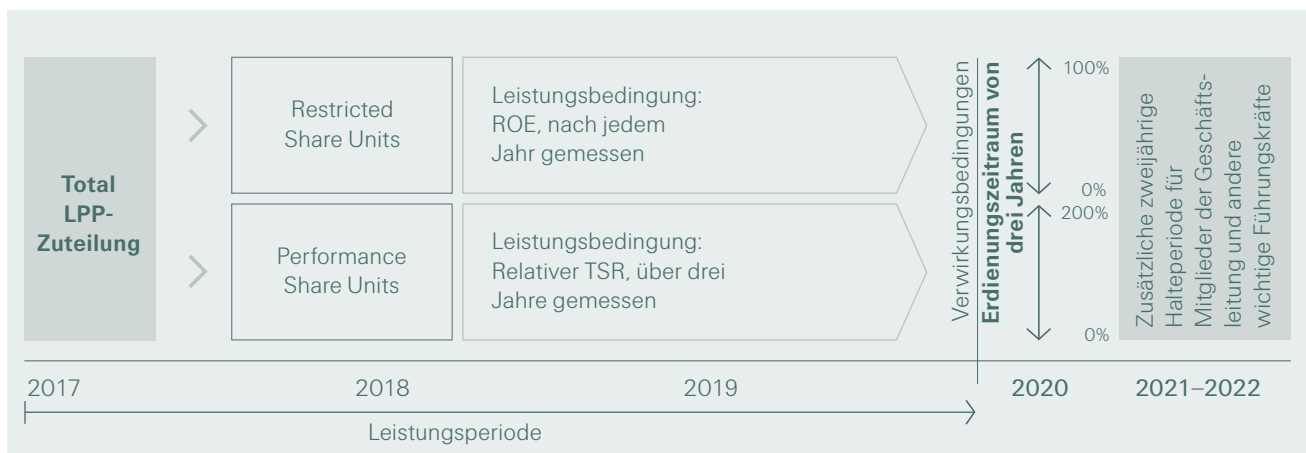 Total
LPP-
Zuteilung
Restricted
Share Units
Leistungsbedingung:
ROE, nach jedem
Jahr gemessen
Performance
Share Units
Leistungsbedingung:
Relativer TSR, über drei
Jahre gemessen
Verwirkungsbedingungen
Erdienungszeitraum von
drei Jahren
100%
0%
200%
0%
Zusätzliche zweijährige
Halteperiode für
Mitglieder der Geschäfts-
leitung und andere
wichtige Führungskräfte
2017
2018
2019
2020
2021–2022
Leistungsperiode